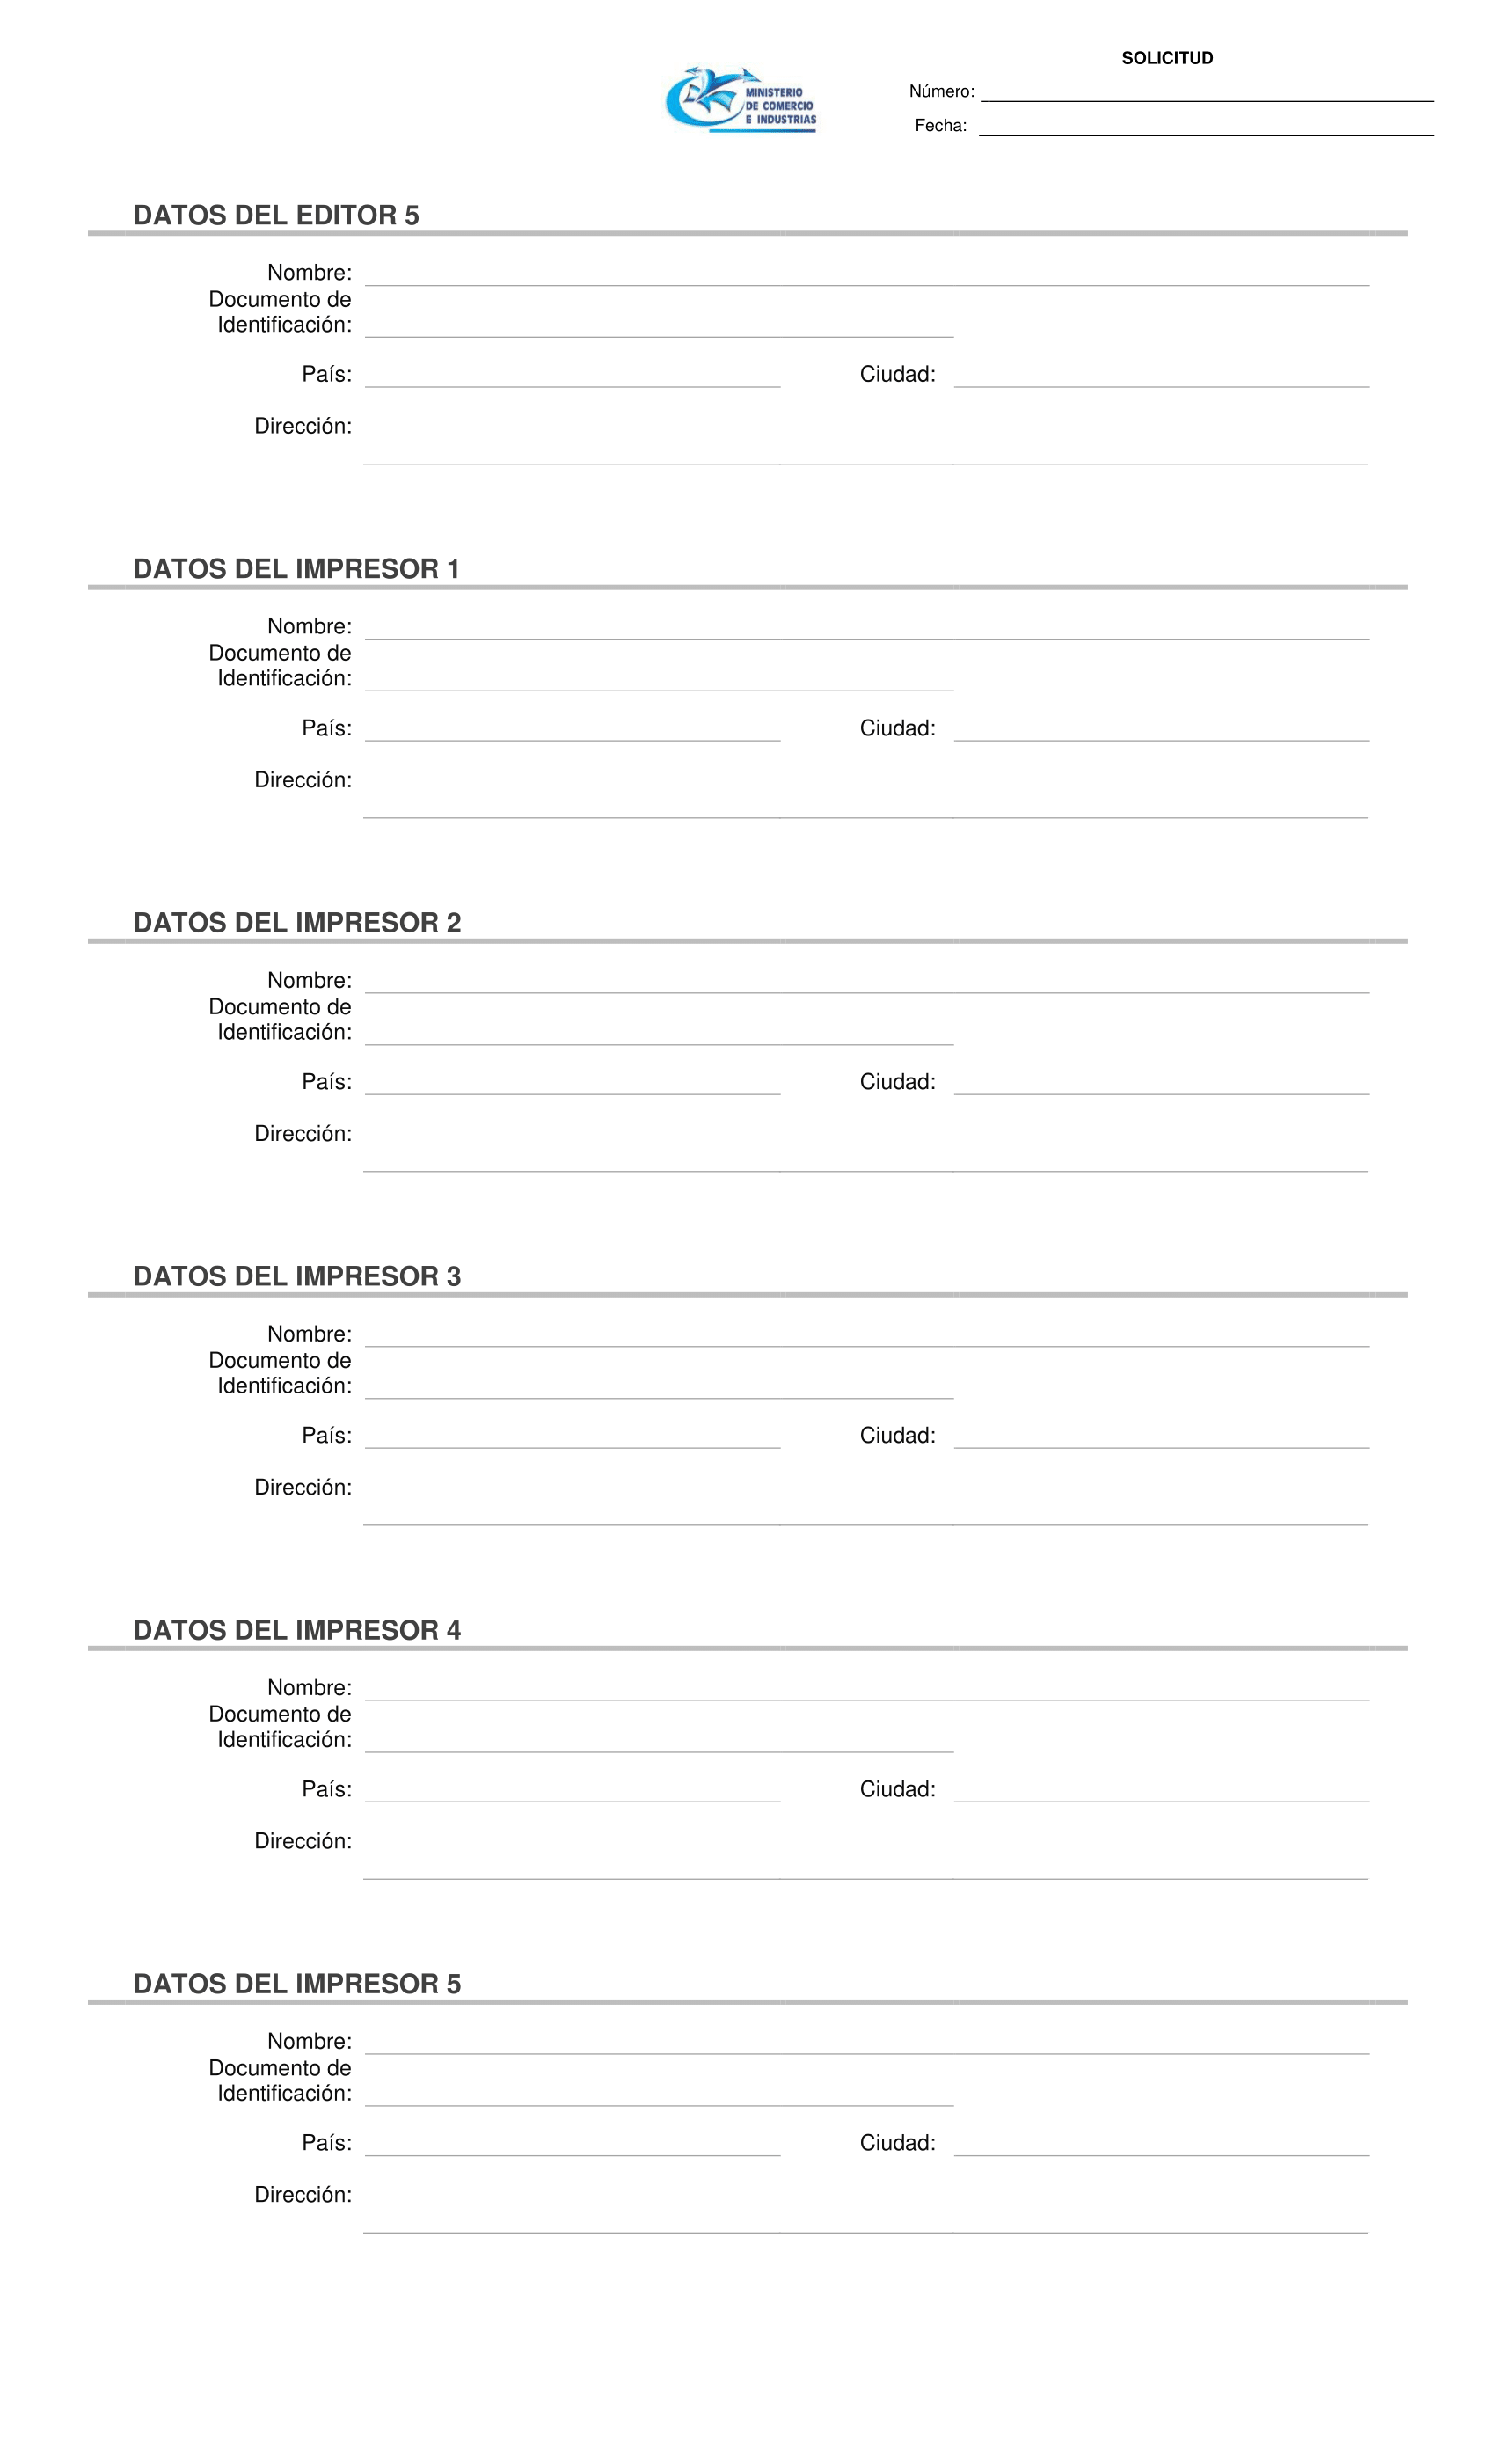 SOLICITUD
MINISTERIO
DE COMERCIO
E INDUSTRIAS
Número:
Fecha:
DATOS DEL EDITOR 5
Nombre:
Documento de
Identificación:
País: Ciudad:
Dirección:
DATOS DEL IMPRESOR 1
Nombre:
Documento de
Identificación:
País: Ciudad:
Dirección:
DATOS DEL IMPRESOR 2
Nombre:
Documento de
Identificación:
País: Ciudad:
Dirección:
DATOS DEL IMPRESOR 3
Nombre:
Documento de
Identificación:
País: Ciudad:
Dirección:
DATOS DEL IMPRESOR 4
Nombre:
Documento de
Identificación:
País: Ciudad:
Dirección:
DATOS DEL IMPRESOR 5
Nombre:
Documento de
Identificación:
País: Ciudad:
Dirección: